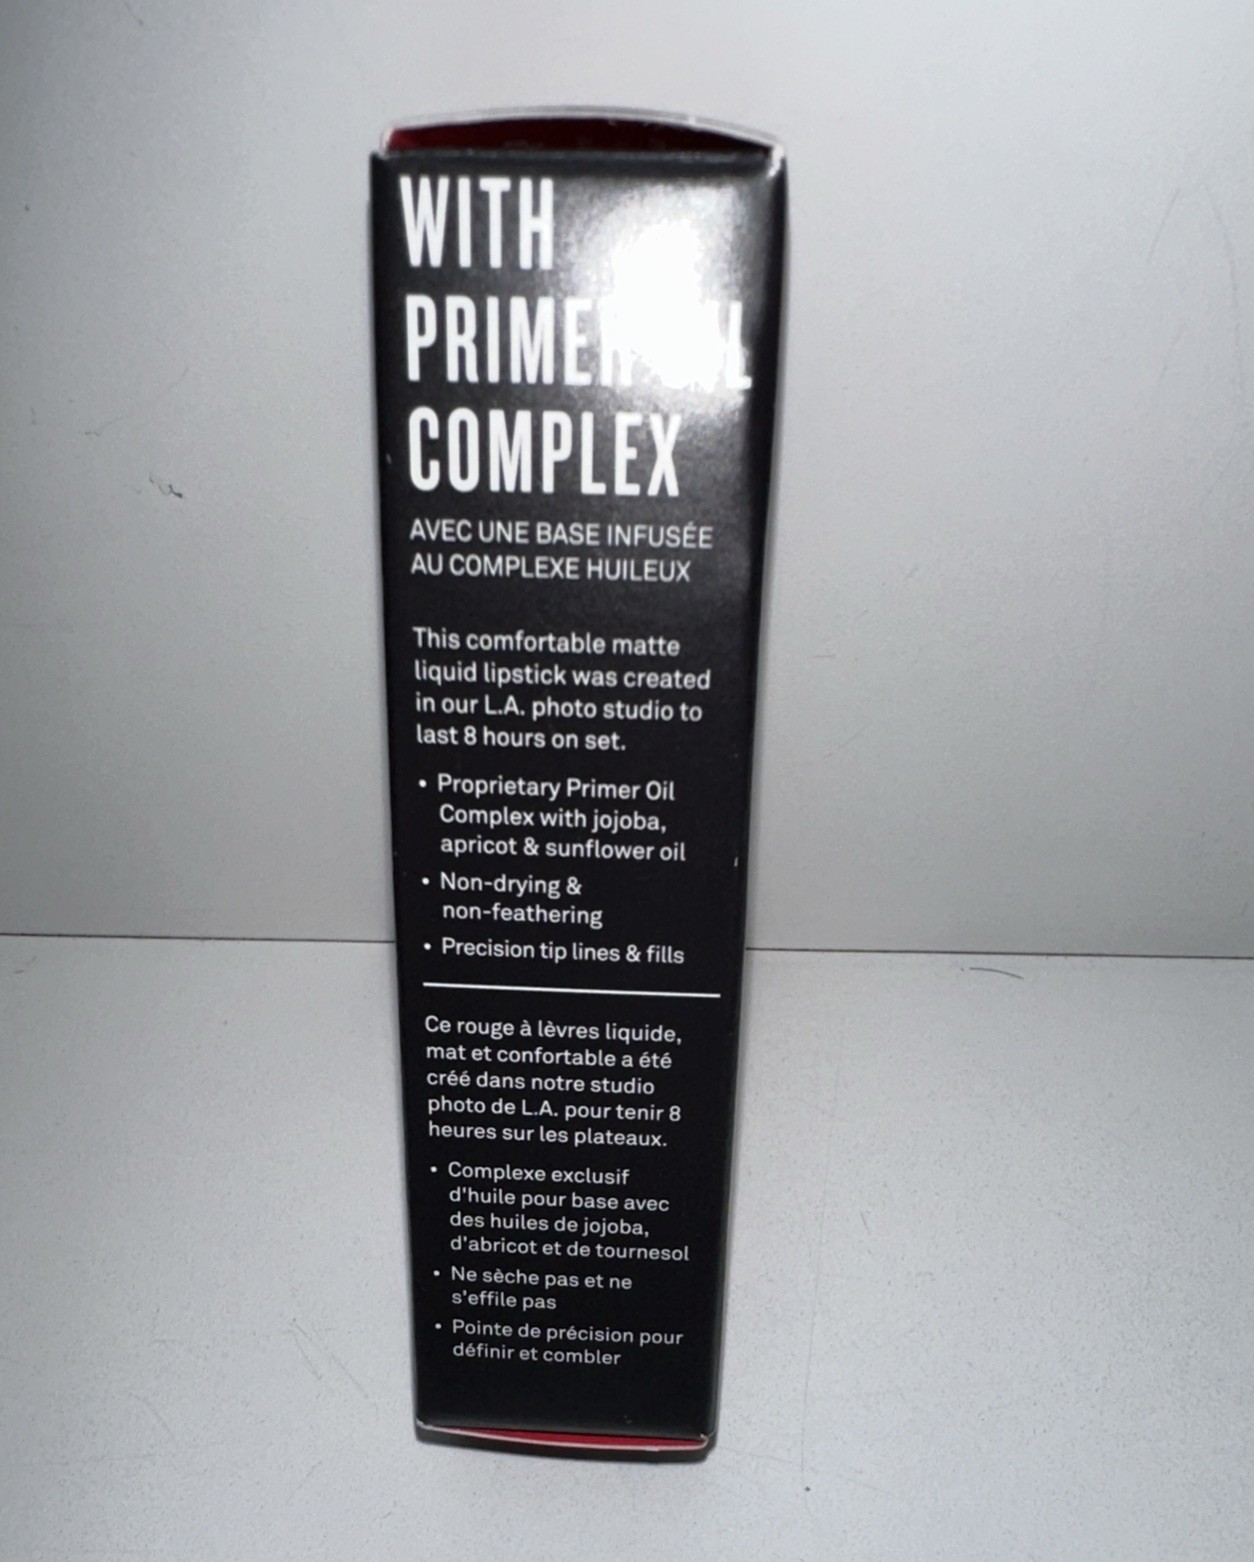 WITH
PRIMER OIL
COMPLEX
AVEC UNE BASE INFUSÉE
AU COMPLEXE HUILEUX
This comfortable matte
liquid lipstick was created
in our L.A. photo studio to
last 8 hours on set.
• Proprietary Primer Oil
Complex with jojoba,
apricot & sunflower oil
• Non-drying &
non-feathering
• Precision tip lines & fills
Ce rouge à lèvres liquide,
mat et confortable a été
créé dans notre studio
photo de L.A. pour tenir 8
heures sur les plateaux.
• Complexe exclusif
d'huile pour base avec
des huiles de jojoba,
d'abricot et de tournesol
• Ne sèche pas et ne
s'effile pas
• Pointe de précision pour
définir et combler